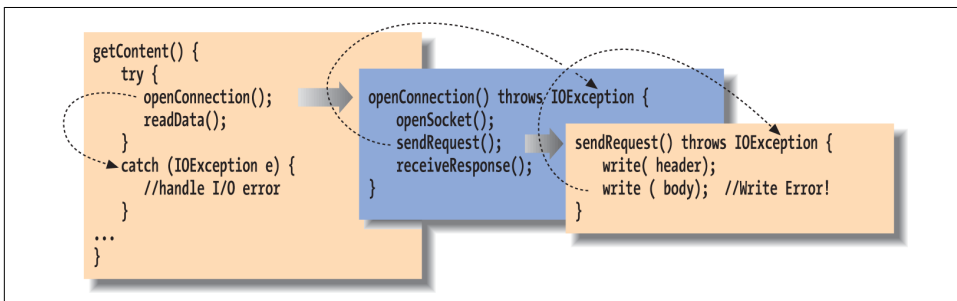 getContent() {
try {
openConnection();
readData();
}
catch (IOException e) {
//handle I/O error
}
...
}
openConnection() throws IOException {
openSocket();
sendRequest();
receiveResponse();
}
sendRequest() throws IOException {
write( header);
write ( body);  //Write Error!
}